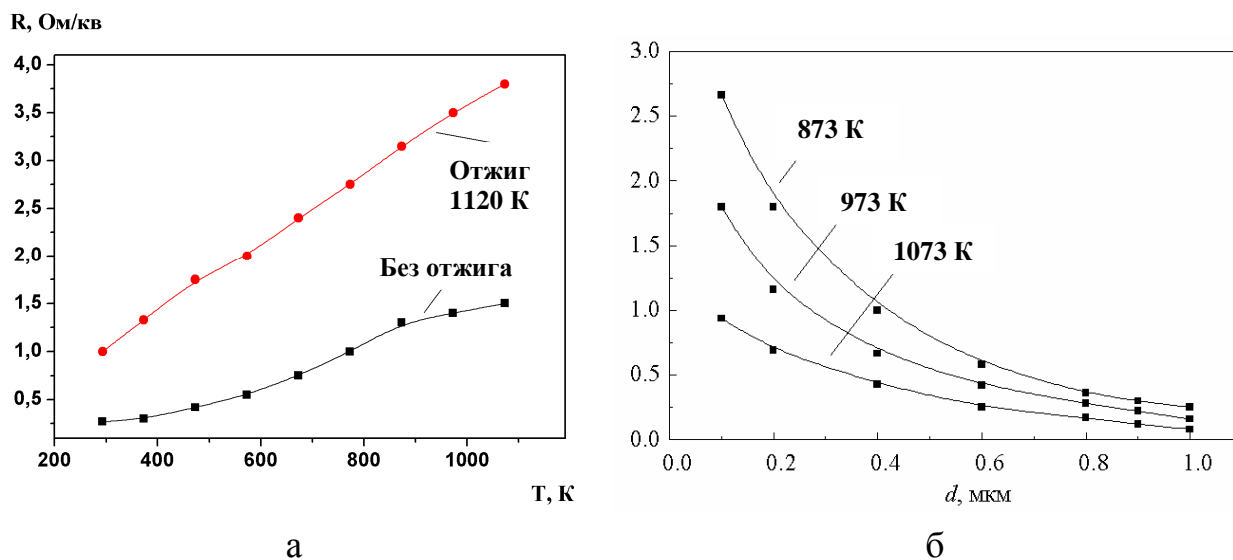 R, Ом/кв
4,0
3,5
3,0
2,5
2,0
1,5
1,0
0,5
200
400
600
800
1000
Т, К
Отжиг
1120 К
Без отжига
а
3.0
2.5
2.0
1.5
1.0
0.5
0.0
0.0
0.2
0.4
0.6
0.8
1.0
d, мкм
873 К
973 К
1073 К
б